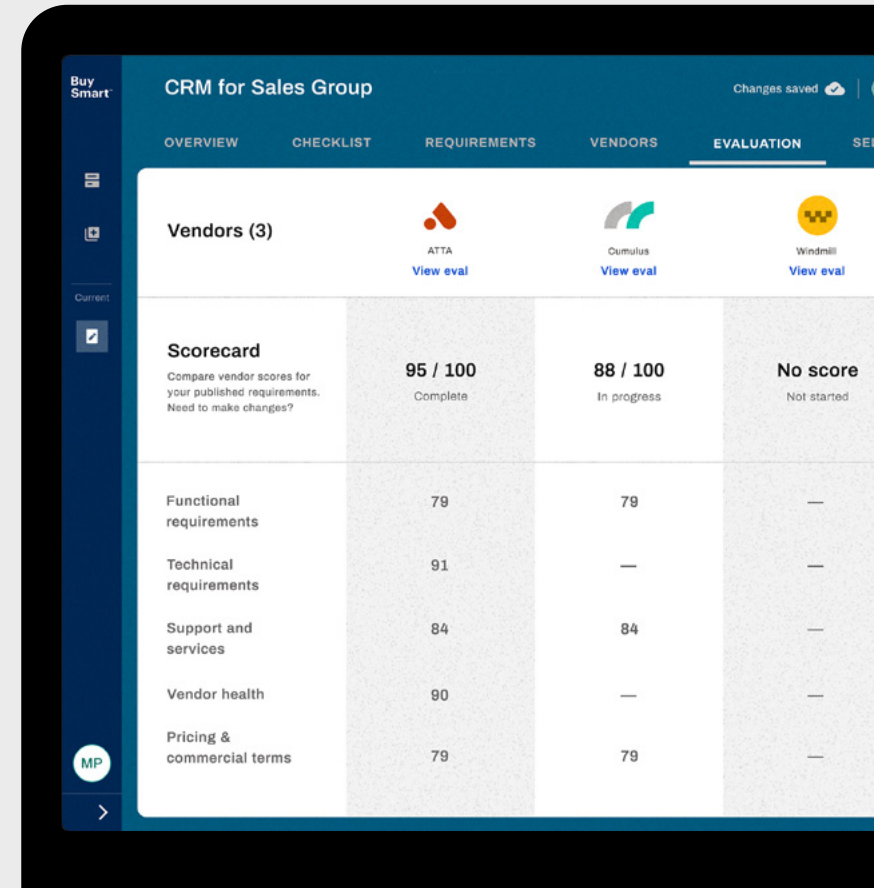 Buy
Smart
CRM for Sales Group
Changes saved
OVERVIEW CHECKLIST REQUIREMENTS VENDORS EVALUATION
Vendors (3)
ATTA Cumulus Windmill
View eval View eval View eval
Current
Scorecard
Compare vendor scores for
your published requirements.
Need to make changes?
95 / 100 88 / 100 No score
Complete In progress Not started
Functional
requirements
79 79 —
Technical
requirements
91 — —
Support and
services
84 84 —
Vendor health 90 — —
Pricing &
commercial terms
79 79 —
MP